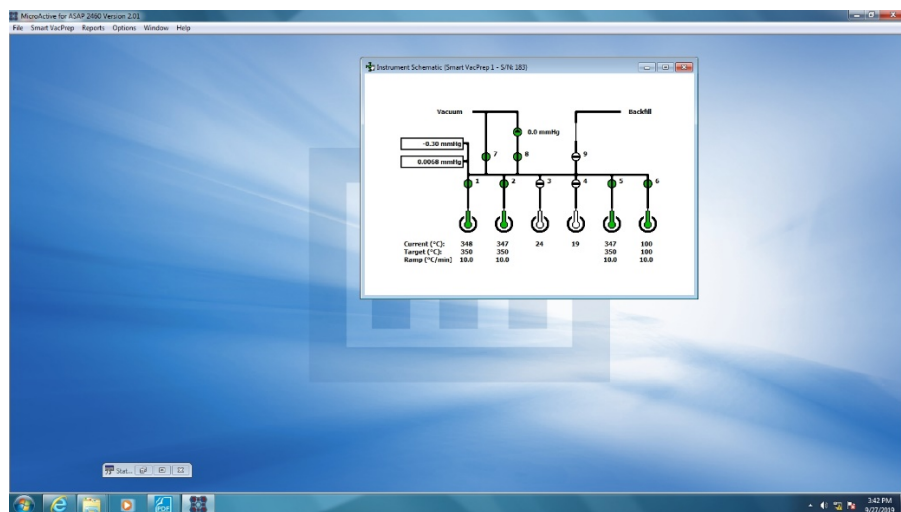 MicroActive for ASAP 2460 Version 2.01
File Smart VacPrep Reports Options Window Help
Instrument Schematic (Smart VacPrep 1 - S/N: 183)
Vacuum Backfill
0.0 mmHg
-0.30 mmHg
7 8 9
0.0068 mmHg
1 2 3 4 5 6
Current (°C): 348 347 24 19 347 100
Target (°C): 350 350 350 100
Ramp (°C/min) 10.0 10.0 10.0 10.0
Stat...
PDF
3:42 PM
9/27/2019